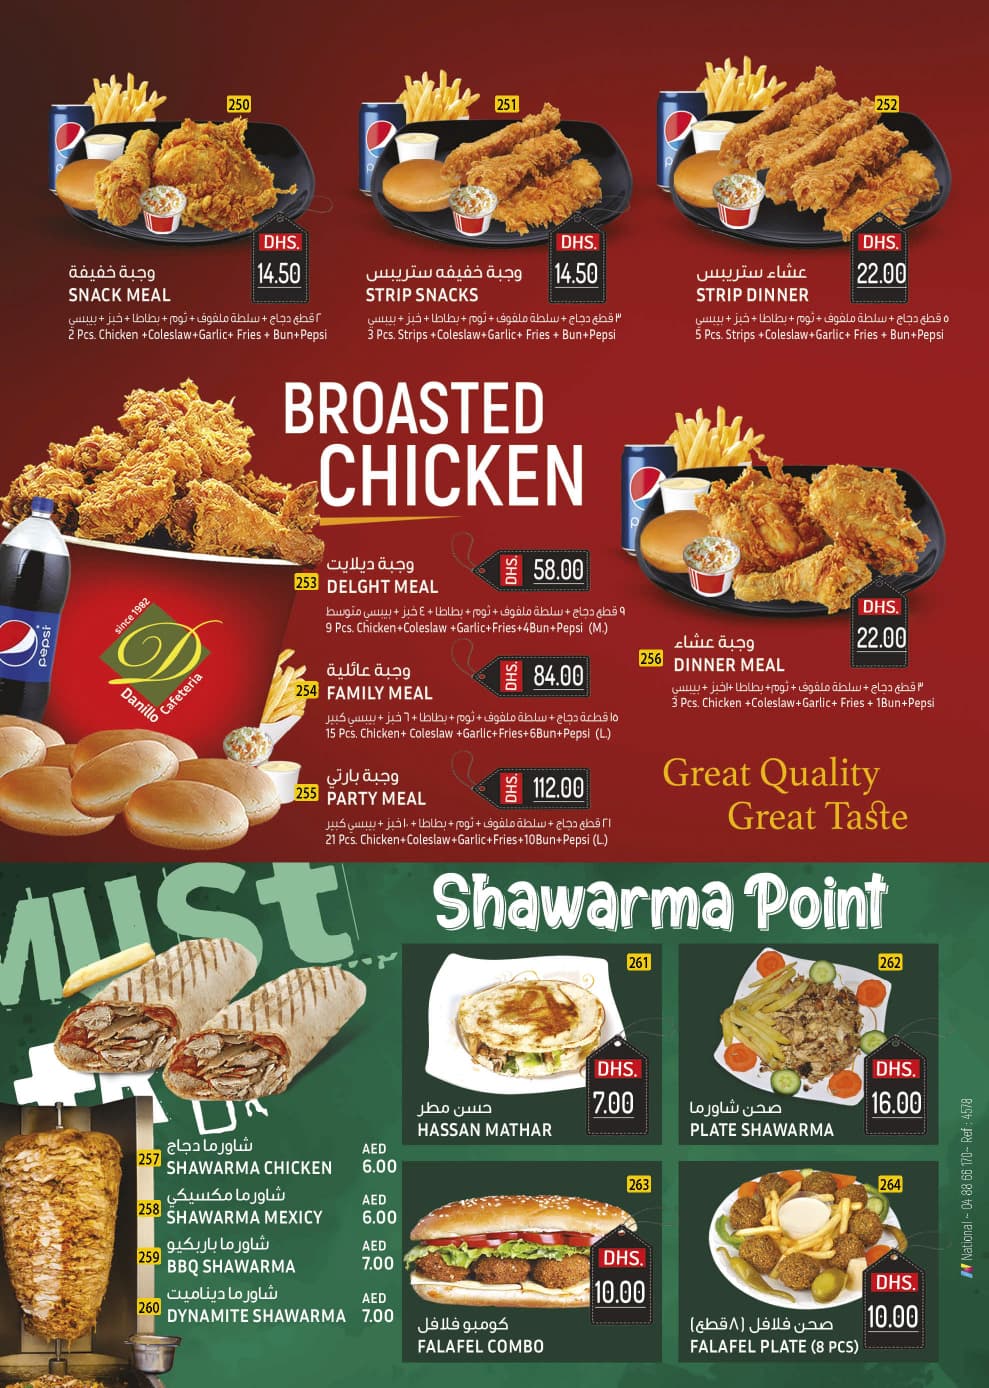 250
DHS.
14.50
وجبة خفيفة
SNACK MEAL
٢ قطع دجاج + سلطة ملفوف + ثوم + بطاطا + خبز + بيبسي
2 Pcs. Chicken +Coleslaw+Garlic+ Fries + Bun+Pepsi
251
DHS.
14.50
وجبة خفيفه ستريبس
STRIP SNACKS
٣ قطع دجاج + سلطة ملفوف + ثوم + بطاطا + خبز + بيبسي
3 Pcs. Strips +Coleslaw+Garlic+ Fries + Bun+Pepsi
252
DHS.
22.00
عشاء ستريبس
STRIP DINNER
٥ قطع دجاج + سلطة ملفوف + ثوم + بطاطا + خبز + بيبسي
5 Pcs. Strips +Coleslaw+Garlic+ Fries + Bun+Pepsi
BROASTED
CHICKEN
pepsi
since 1982
D
Danillo Cafeteria
253
وجبة ديلايت
DELGHT MEAL
DHS.
58.00
٩ قطع دجاج + سلطة ملفوف + ثوم + بطاطا + ٤ خبز + بيبسي متوسط
9 Pcs. Chicken+Coleslaw +Garlic+Fries+4Bun+Pepsi (M.)
254
وجبة عائلية
FAMILY MEAL
DHS.
84.00
١٥ قطعة دجاج + سلطة ملفوف + ثوم + بطاطا + ٦ خبز + بيبسي كبير
15 Pcs. Chicken+ Coleslaw +Garlic+Fries+6Bun+Pepsi (L.)
255
وجبة بارتي
PARTY MEAL
DHS.
112.00
٢١ قطع دجاج + سلطة ملفوف + ثوم + بطاطا + ١٠ خبز + بيبسي كبير
21 Pcs. Chicken+Coleslaw+Garlic+Fries+10Bun+Pepsi (L.)
256
DHS.
22.00
وجبة عشاء
DINNER MEAL
٣ قطع دجاج + سلطة ملفوف + ثوم+ بطاطا +١خبز + بيبسي
3 Pcs. Chicken +Coleslaw+Garlic+ Fries + 1Bun+Pepsi
Great Quality
Great Taste
MUST
TRY
Shawarma Point
257
شاورما دجاج
SHAWARMA CHICKEN
AED
6.00
258
شاورما مكسيكي
SHAWARMA MEXICY
AED
6.00
259
شاورما باربكيو
BBQ SHAWARMA
AED
7.00
260
شاورما ديناميت
DYNAMITE SHAWARMA
AED
7.00
261
DHS.
7.00
حسن مطر
HASSAN MATHAR
262
DHS.
16.00
صحن شاورما
PLATE SHAWARMA
263
DHS.
10.00
كومبو فلافل
FALAFEL COMBO
264
DHS.
10.00
صحن فلافل (٨ قطع)
FALAFEL PLATE (8 PCS)
National ~ 04 88 66 170~ Ref : 4578